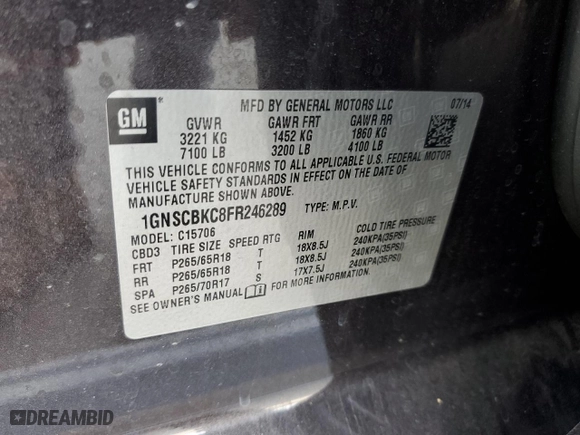 GM
MFD BY GENERAL MOTORS LLC 07/14
GVWR GAWR FRT GAWR RR
3221 KG 1452 KG 1860 KG
7100 LB 3200 LB 4100 LB
THIS VEHICLE CONFORMS TO ALL APPLICABLE U.S. FEDERAL MOTOR
VEHICLE SAFETY STANDARDS IN EFFECT ON THE DATE OF
MANUFACTURE SHOWN ABOVE.
1GNSCBKC8FR246289 TYPE: M.P.V.
MODEL: C15706
CBD3 TIRE SIZE SPEED RTG RIM COLD TIRE PRESSURE
FRT P265/65R18 T 18X8.5J 240KPA(35PSI)
RR P265/65R18 T 18X8.5J 240KPA(35PSI)
SPA P265/70R17 S 17X7.5J 240KPA(35PSI)
SEE OWNER'S MANUAL FOR MORE INFORMATION.
DREAMBID